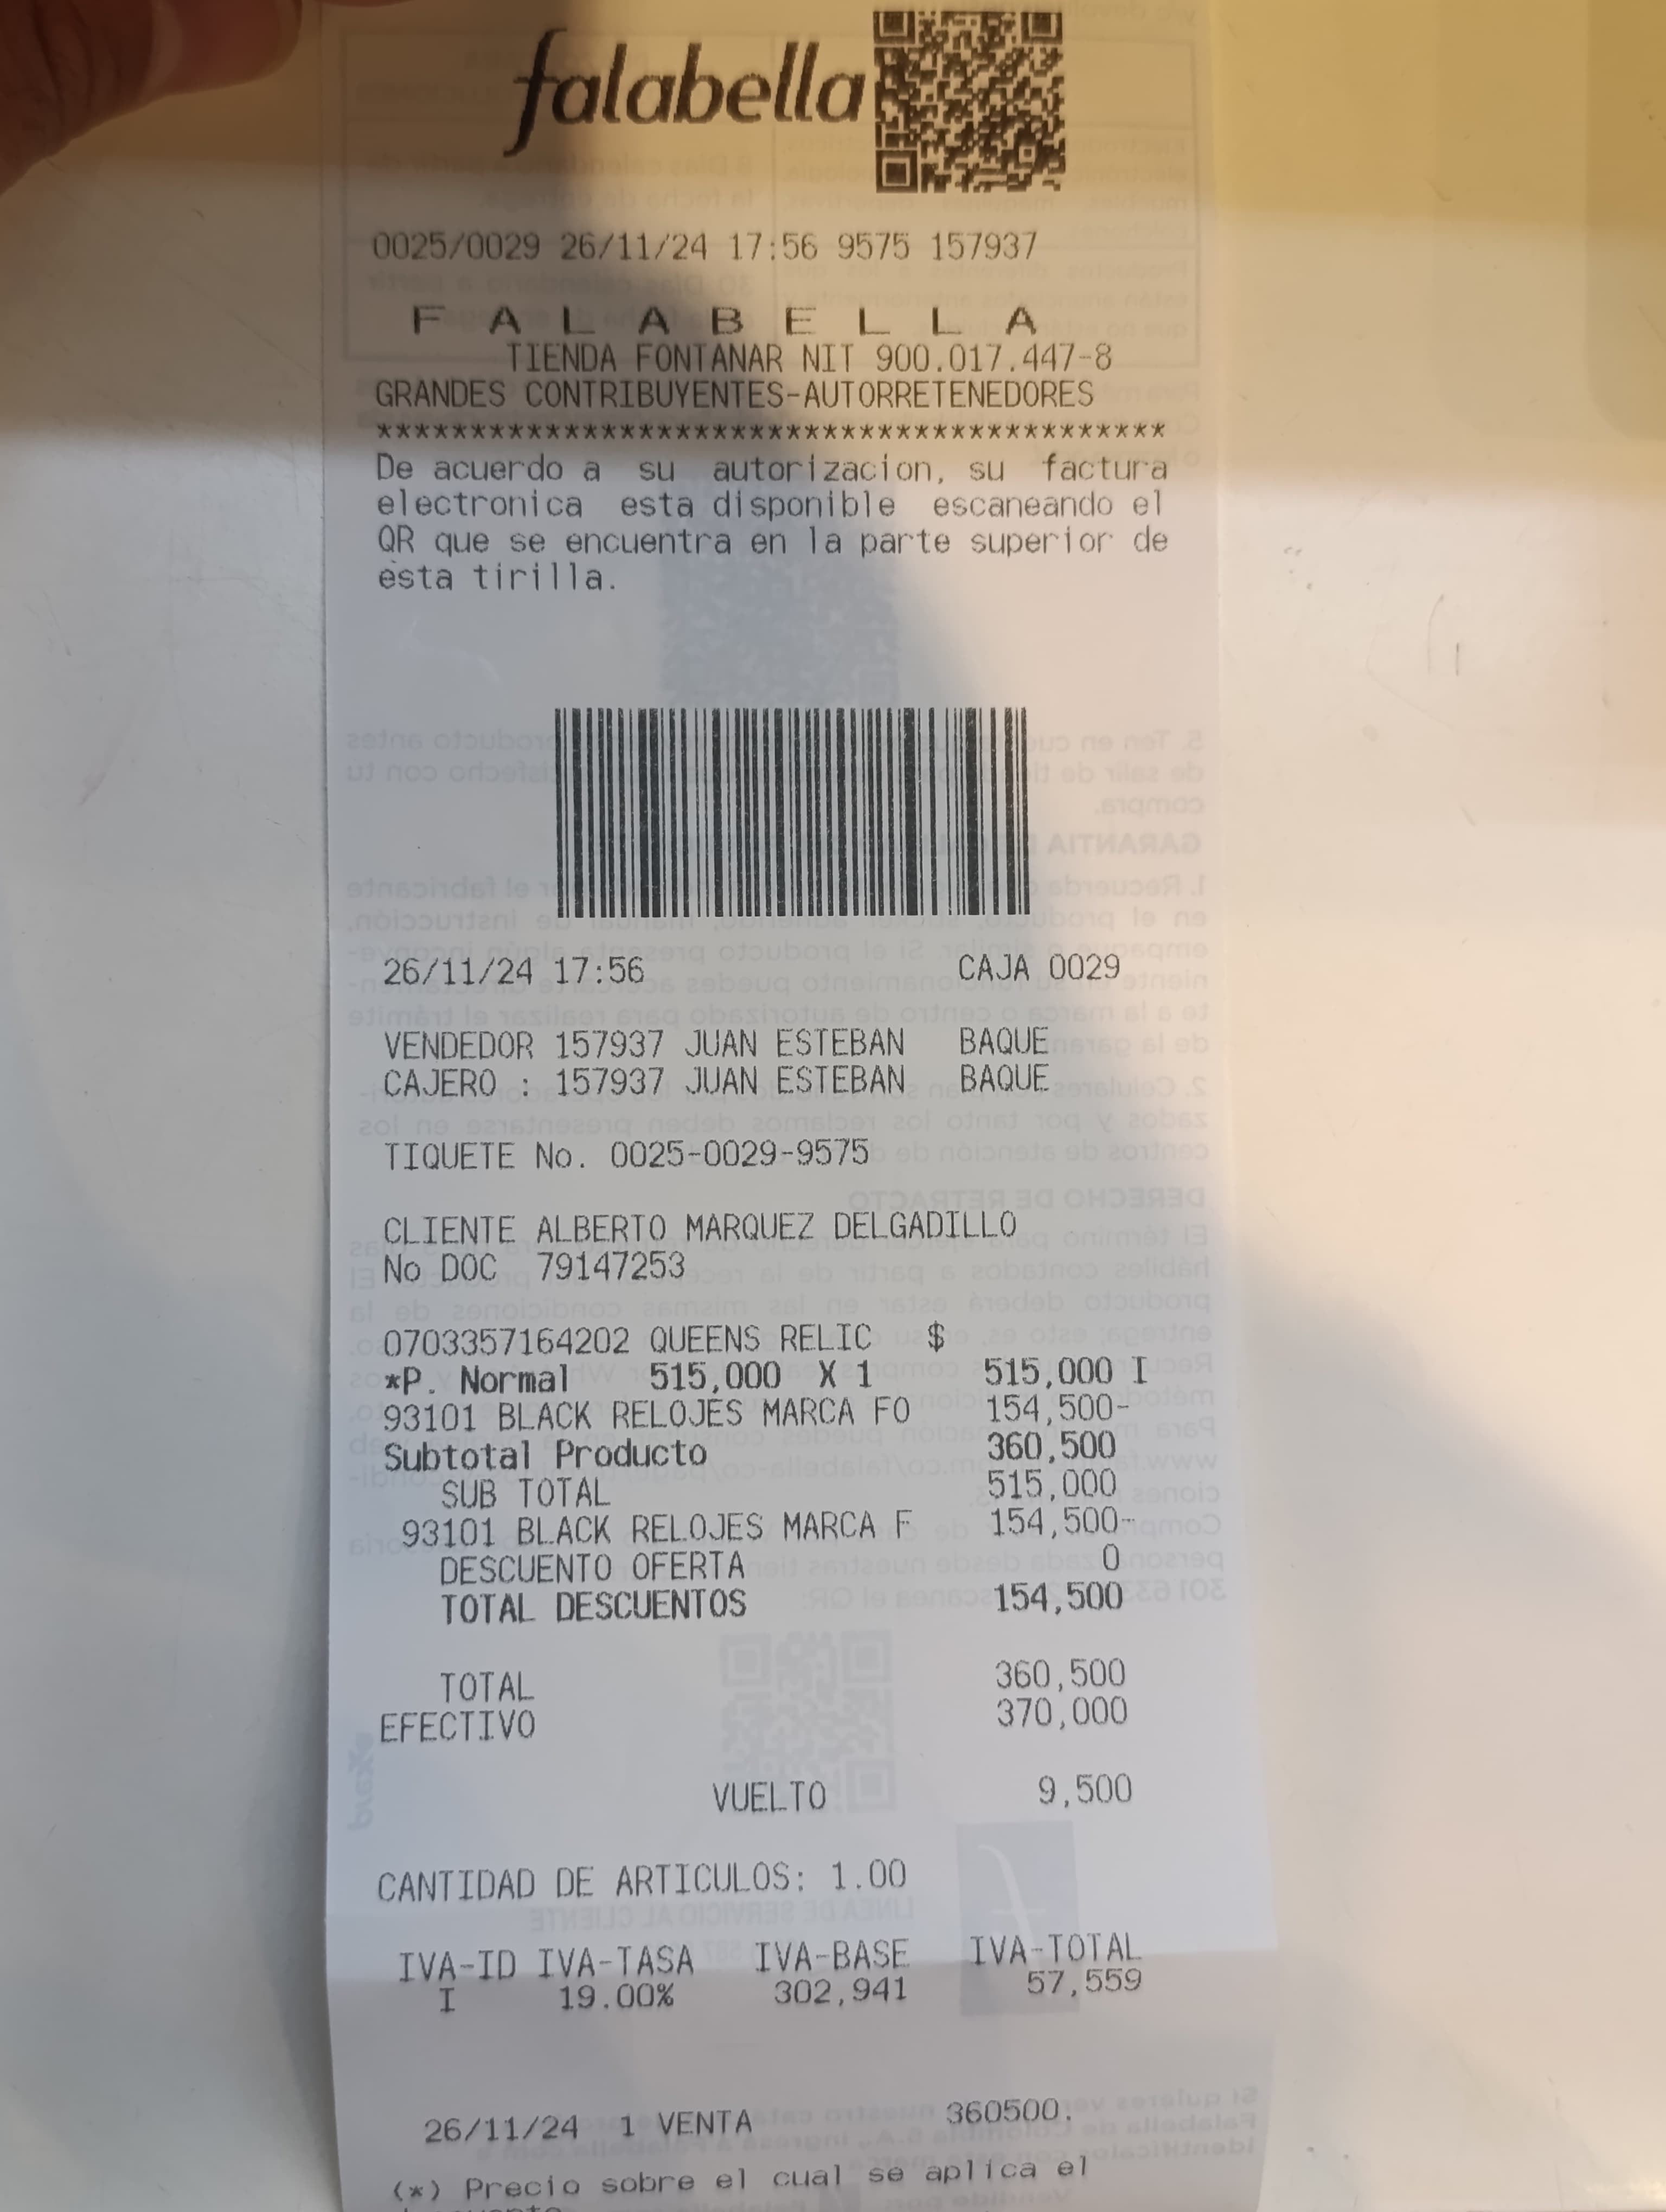 falabella
0025/0029 26/11/24 17:56 9575 157937
F A L A B E L L A
TIENDA FONTANAR NIT 900.017.447-8
GRANDES CONTRIBUYENTES-AUTORRETENEDORES
******************************************
De acuerdo a su autorizacion, su factura
electronica esta disponible escaneando el
QR que se encuentra en la parte superior de
esta tirilla.
26/11/24 17:56 CAJA 0029
VENDEDOR 157937 JUAN ESTEBAN BAQUE
CAJERO : 157937 JUAN ESTEBAN BAQUE
TIQUETE No. 0025-0029-9575
CLIENTE ALBERTO MARQUEZ DELGADILLO
No DOC 79147253
0703357164202 QUEENS RELIC $
*P. Normal 515,000 X 1 515,000 I
93101 BLACK RELOJES MARCA FO 154,500-
Subtotal Producto 360,500
SUB TOTAL 515,000
93101 BLACK RELOJES MARCA F 154,500-
DESCUENTO OFERTA 0
TOTAL DESCUENTOS 154,500
TOTAL 360,500
EFECTIVO 370,000
VUELTO 9,500
CANTIDAD DE ARTICULOS: 1.00
IVA-ID IVA-TASA IVA-BASE IVA-TOTAL
I 19.00% 302,941 57,559
26/11/24 1 VENTA 360500.
(*) Precio sobre el cual se aplica el